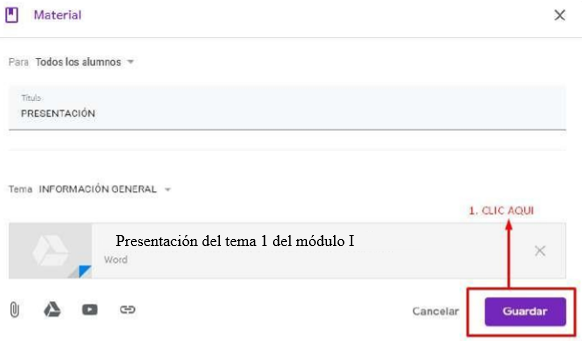 Material
Para Todos los alumnos
Título
PRESENTACIÓN
Tema INFORMACIÓN GENERAL
1. CLIC AQUI
Presentación del tema 1 del módulo I
Word
Cancelar
Guardar